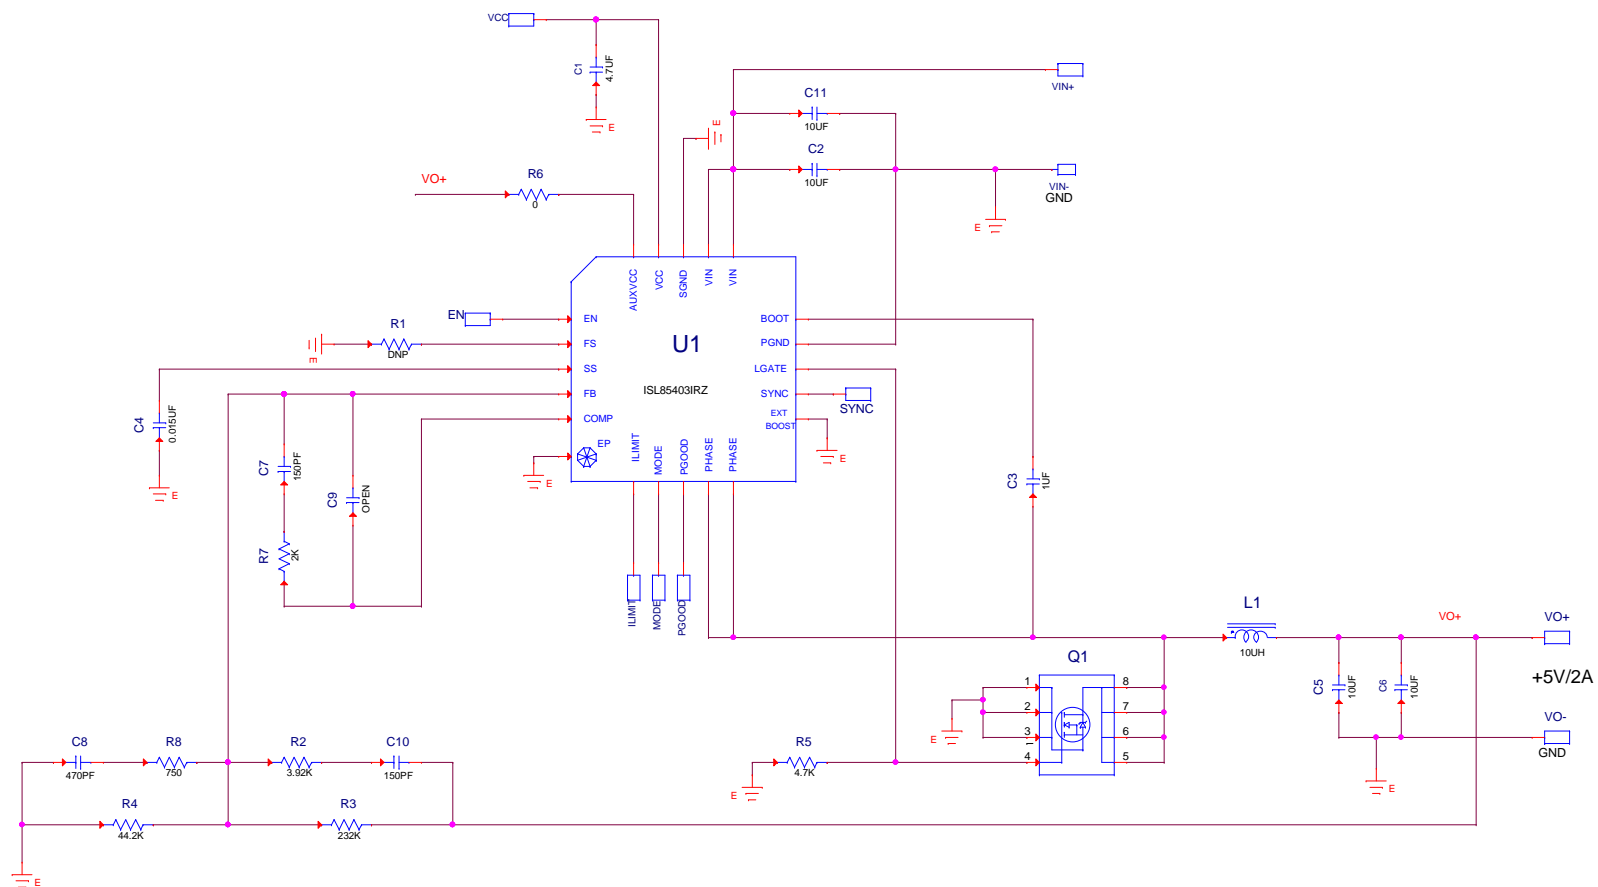 VCC
C1
4.7UF
E
VIN+
C11
10UF
E
C2
10UF
VIN-
GND
E
VO+
R6
0
AUXVCC
VCC
SGND
VIN
VIN
EN
EN
BOOT
R1
DNP
E
FS
U1
PGND
SS
LGATE
ISL85403IRZ
FB
SYNC
SYNC
COMP
EXT
BOOST
E
C4
0.015UF
E
EP
E
ILIMIT
MODE
PGOOD
PHASE
PHASE
C7
150PF
C9
OPEN
R7
2K
C3
1UF
ILIMIT
MODE
PGOOD
L1
10UH
VO+
VO+
+5V/2A
C5
10UF
C6
10UF
VO-
GND
E
Q1
1
2
3
4
8
7
6
5
E
R5
4.7K
E
C8
470PF
R8
750
R2
3.92K
C10
150PF
R4
44.2K
R3
232K
E